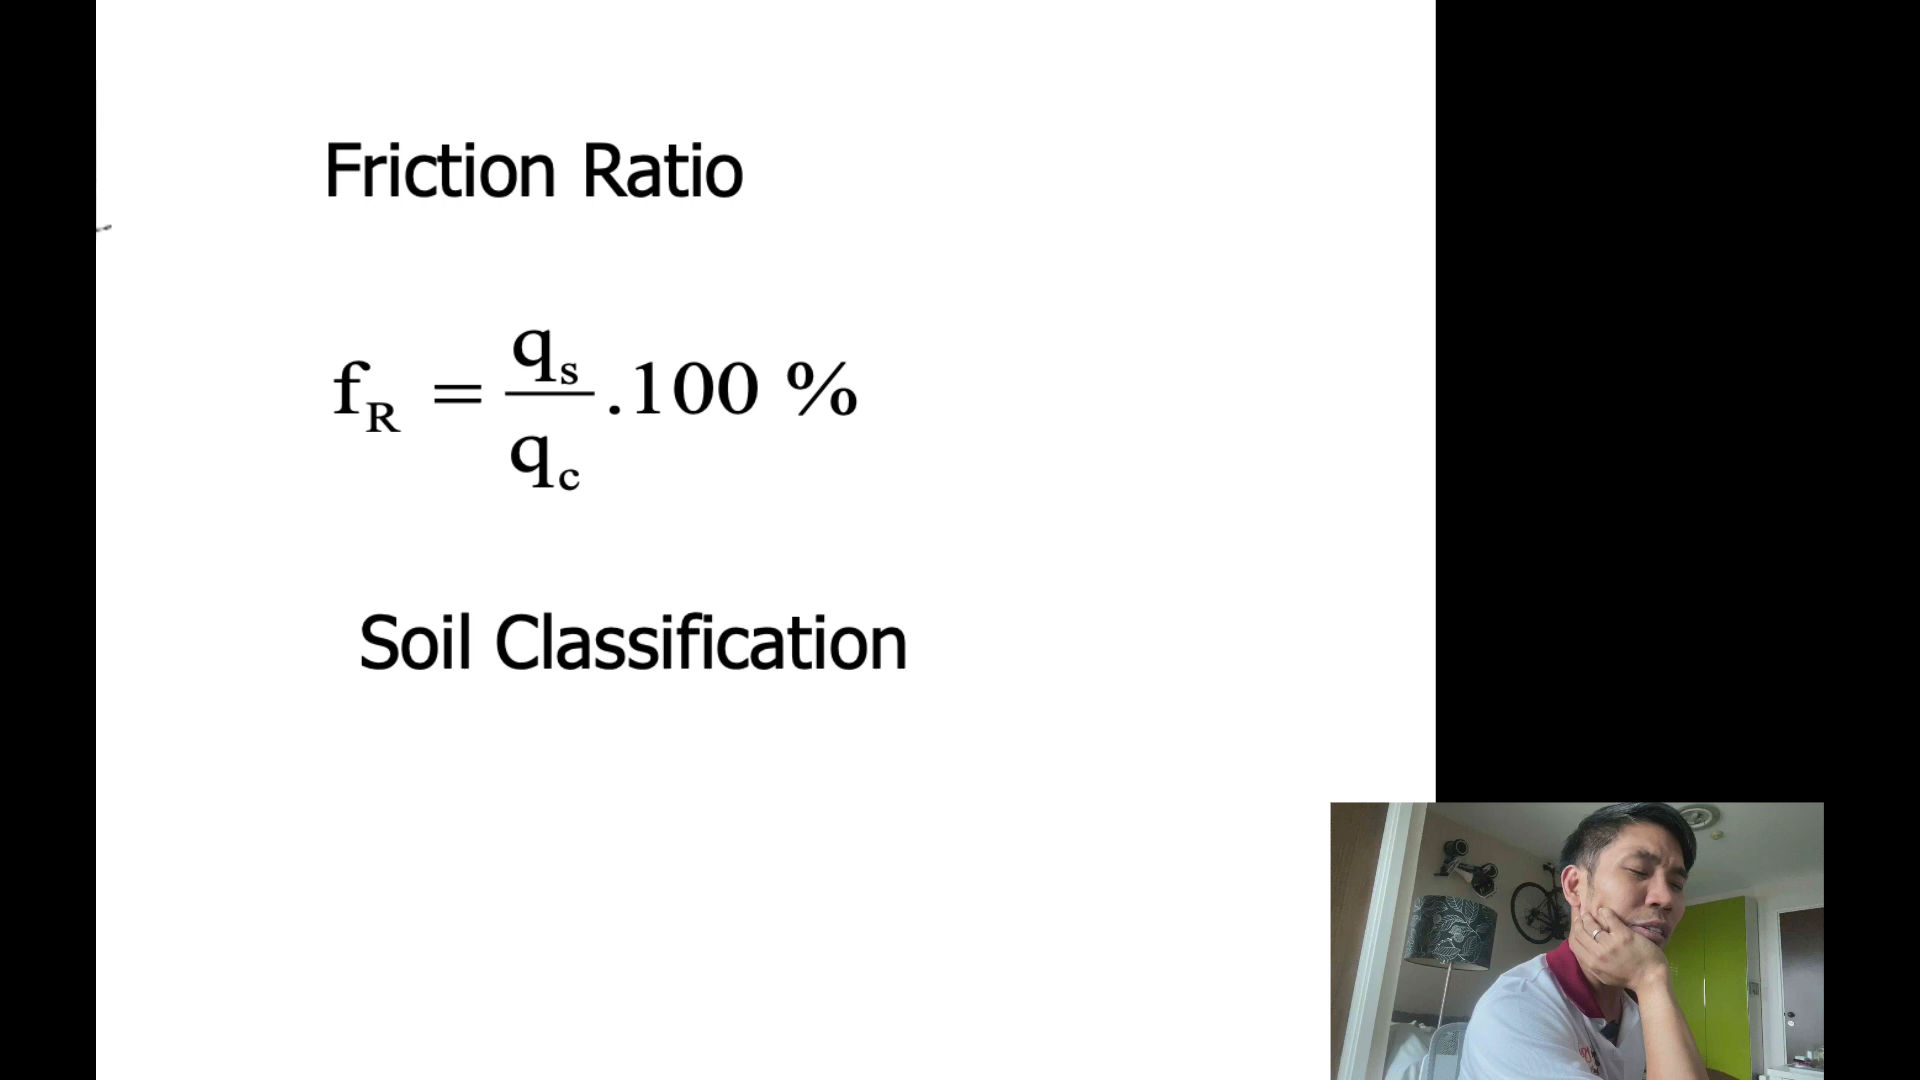 Friction Ratio
f_R = q_s / q_c .100 %
Soil Classification